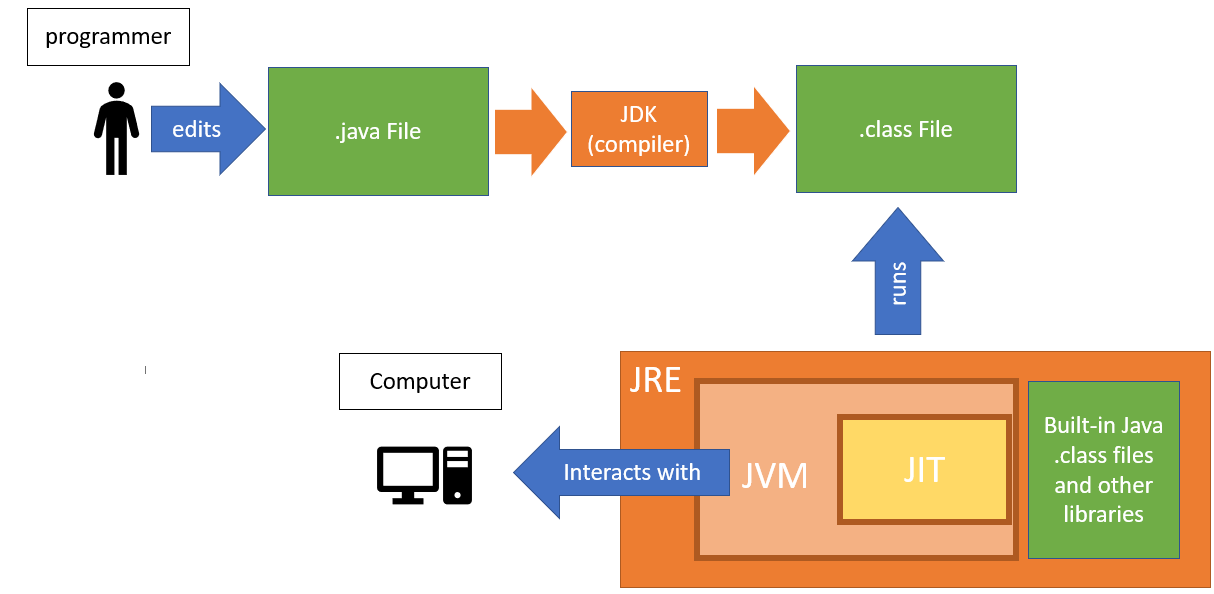 programmer
edits
.java File
JDK
(compiler)
.class File
runs
Computer
JRE
Interacts with
JVM
JIT
Built-in Java
.class files
and other
libraries